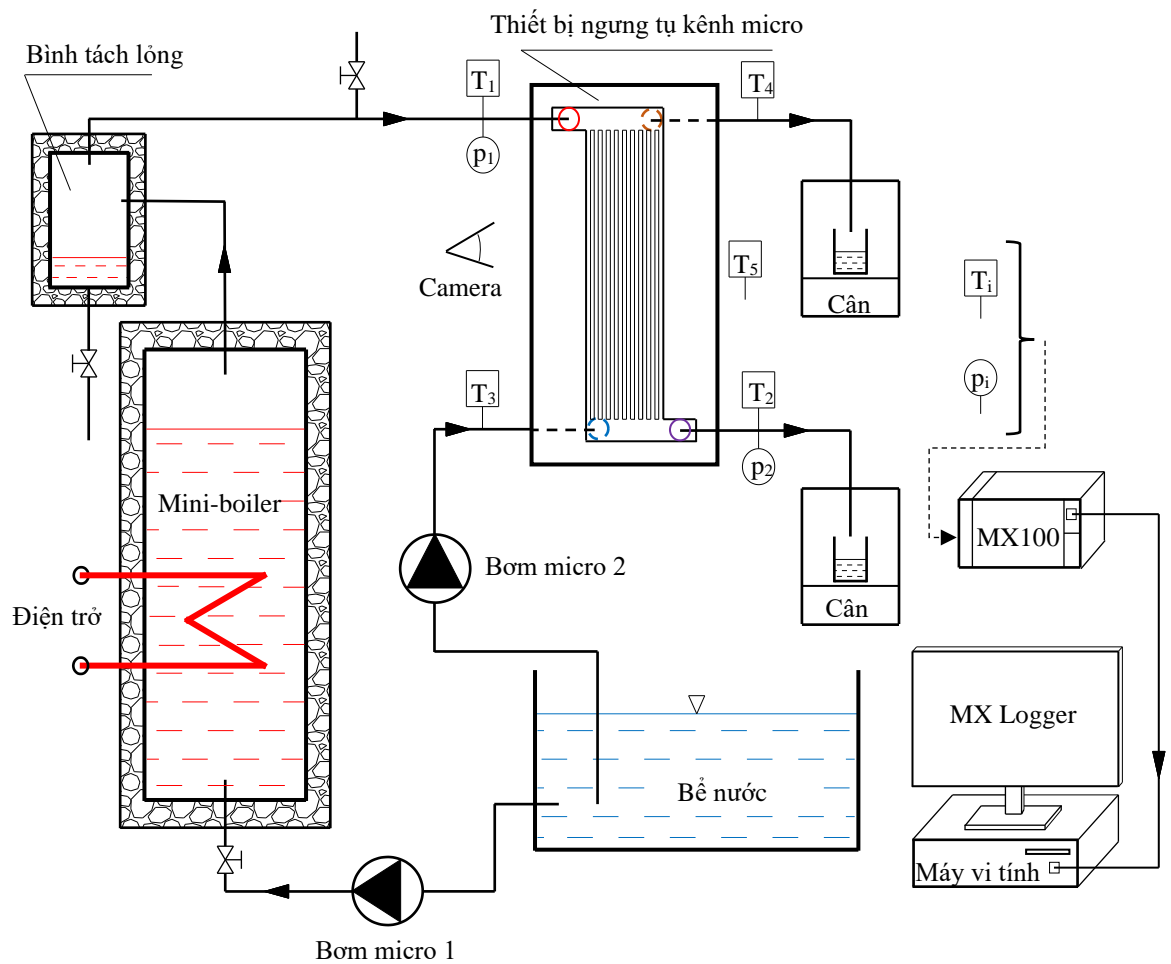 Thiết bị ngưng tụ kênh micro
Bình tách lỏng
T1
T4
p1
Camera
T5
Cân
Ti
pi
T3
T2
p2
Mini-boiler
MX100
Bơm micro 2
Cân
Điện trở
MX Logger
Bể nước
Máy vi tính
Bơm micro 1